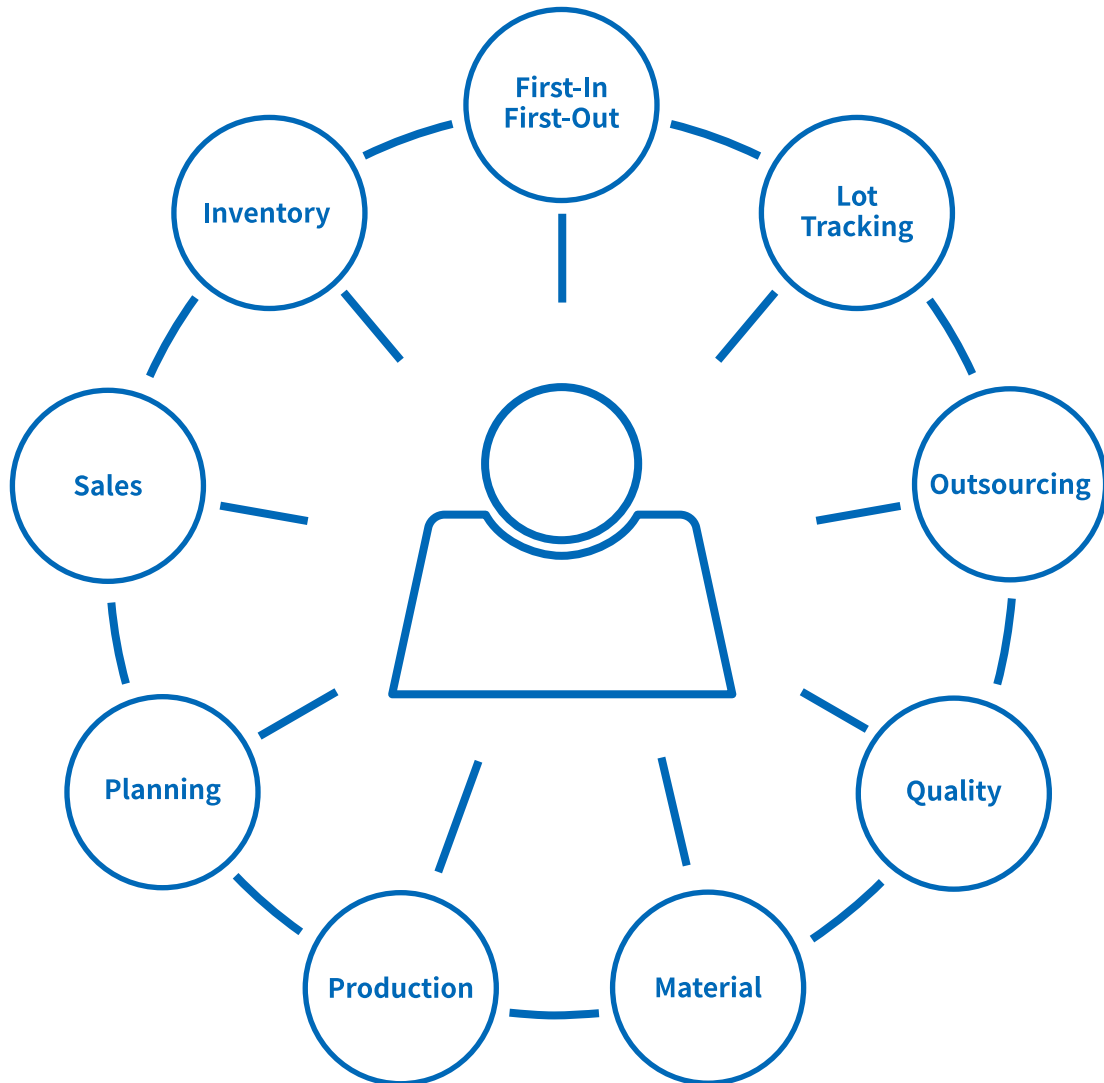 First-In
First-Out
Lot
Tracking
Outsourcing
Quality
Material
Production
Planning
Sales
Inventory